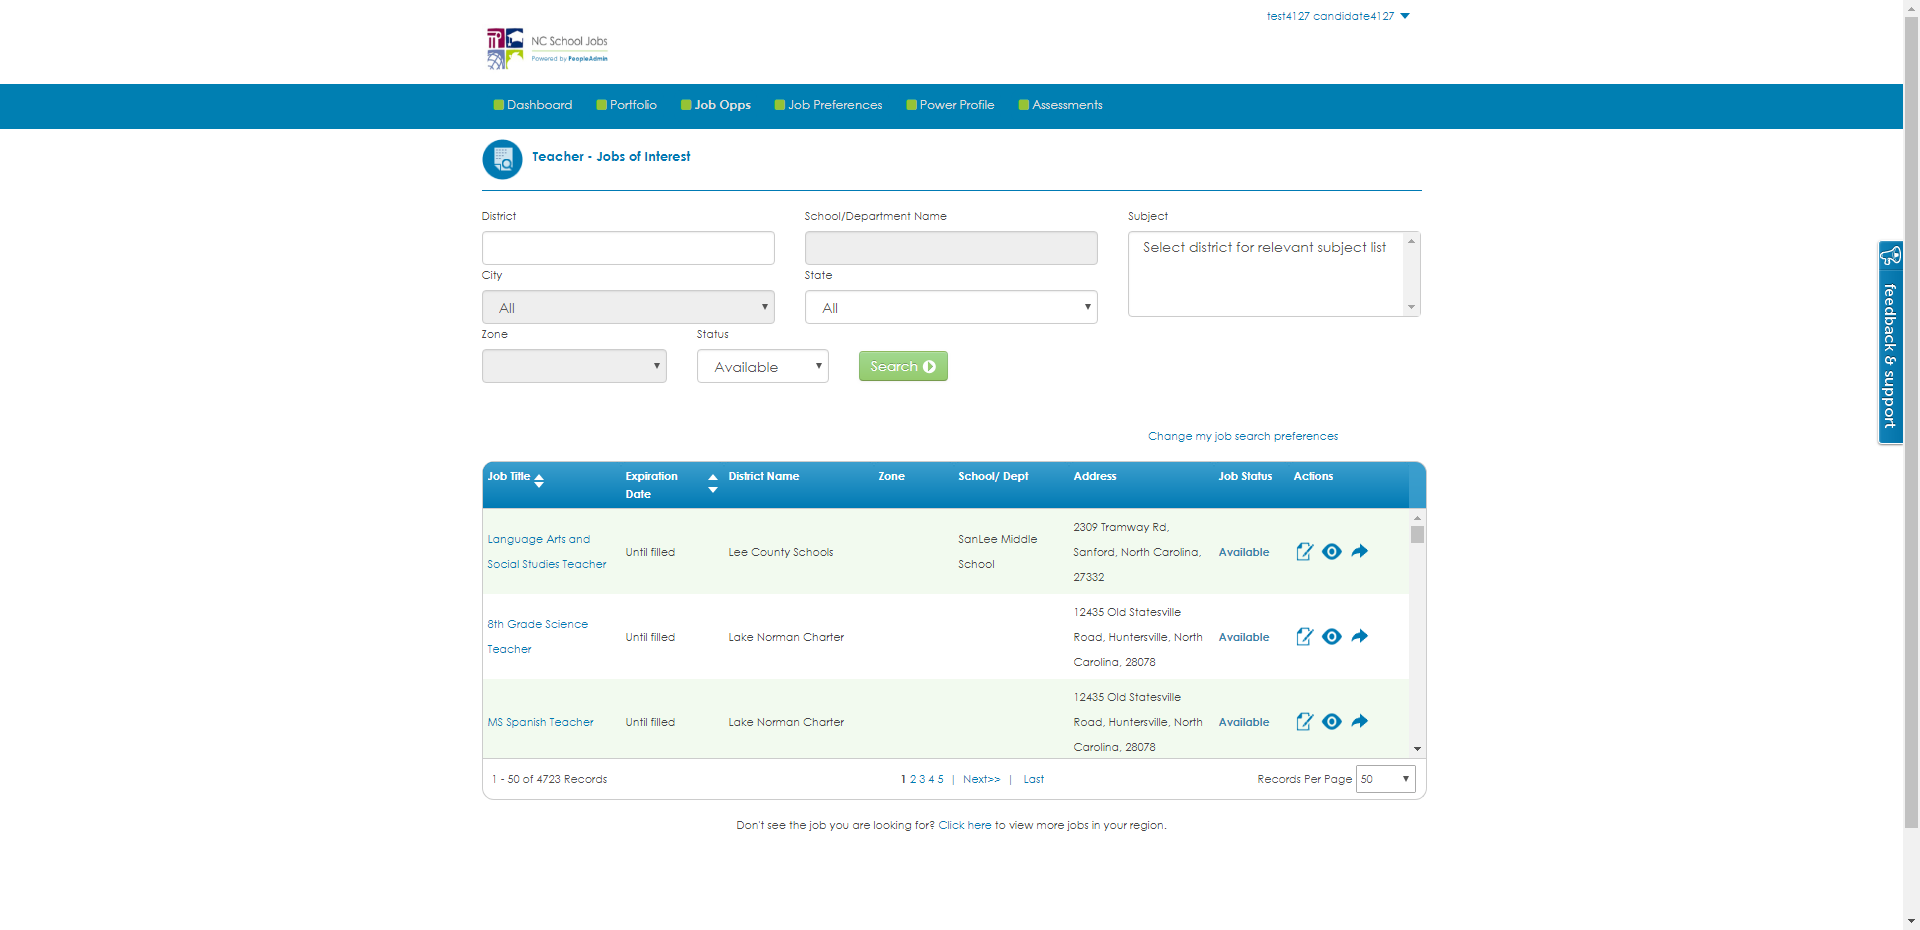 test4127 candidate4127
NC School Jobs
Powered by PeopleAdmin
Dashboard
Portfolio
Job Opps
Job Preferences
Power Profile
Assessments
Teacher - Jobs of Interest
District
School/Department Name
Subject
Select district for relevant subject list
City
State
All
All
Zone
Status
Available
Search
feedback & support
Change my job search preferences
Job Title
Expiration
Date
District Name
Zone
School/ Dept
Address
Job Status
Actions
Language Arts and
Social Studies Teacher
Until filled
Lee County Schools
SanLee Middle
School
2309 Tramway Rd,
Sanford, North Carolina,
27332
Available
8th Grade Science
Teacher
Until filled
Lake Norman Charter
12435 Old Statesville
Road, Huntersville, North
Carolina, 28078
Available
MS Spanish Teacher
Until filled
Lake Norman Charter
12435 Old Statesville
Road, Huntersville, North
Carolina, 28078
Available
1 - 50 of 4723 Records
1 2 3 4 5 | Next>> | Last
Records Per Page 50
Don't see the job you are looking for? Click here to view more jobs in your region.